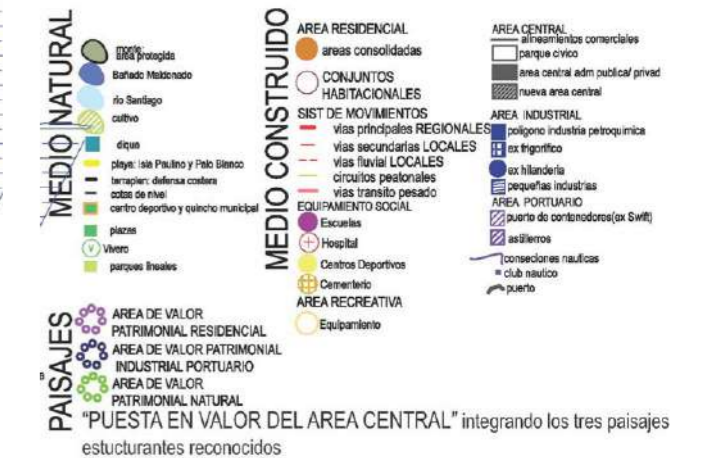 MEDIO NATURAL
monte:
area protegida
Bañado Maldonado
rio Santiago
cultivo
dique
playa: Isla Paulino y Palo Blanco
terraplen: defensa costera
cotas de nivel
centro deportivo y quincho municipal
plazas
V Vivero
parques lineales
MEDIO CONSTRUIDO
AREA RESIDENCIAL
areas consolidadas
CONJUNTOS
HABITACIONALES
SIST DE MOVIMIENTOS
vias principales REGIONALES
vias secundarias LOCALES
vias fluvial LOCALES
circuitos peatonales
vias transito pesado
EQUIPAMIENTO SOCIAL
Escuelas
Hospital
Centros Deportivos
Cementerio
AREA RECREATIVA
Equipamiento
AREA CENTRAL
alineamientos comerciales
parque civico
area central adm publica/ privad
nueva area central
AREA INDUSTRIAL
poligono industria petroquimica
ex frigorifico
ex hilanderia
pequeñas industrias
AREA PORTUARIO
puerto de contenedores(ex Swift)
astilleros
conseciones nauticas
club nautico
puerto
PAISAJES
AREA DE VALOR
PATRIMONIAL RESIDENCIAL
AREA DE VALOR PATRIMONIAL
INDUSTRIAL PORTUARIO
AREA DE VALOR
PATRIMONIAL NATURAL
"PUESTA EN VALOR DEL AREA CENTRAL" integrando los tres paisajes
estucturantes reconocidos